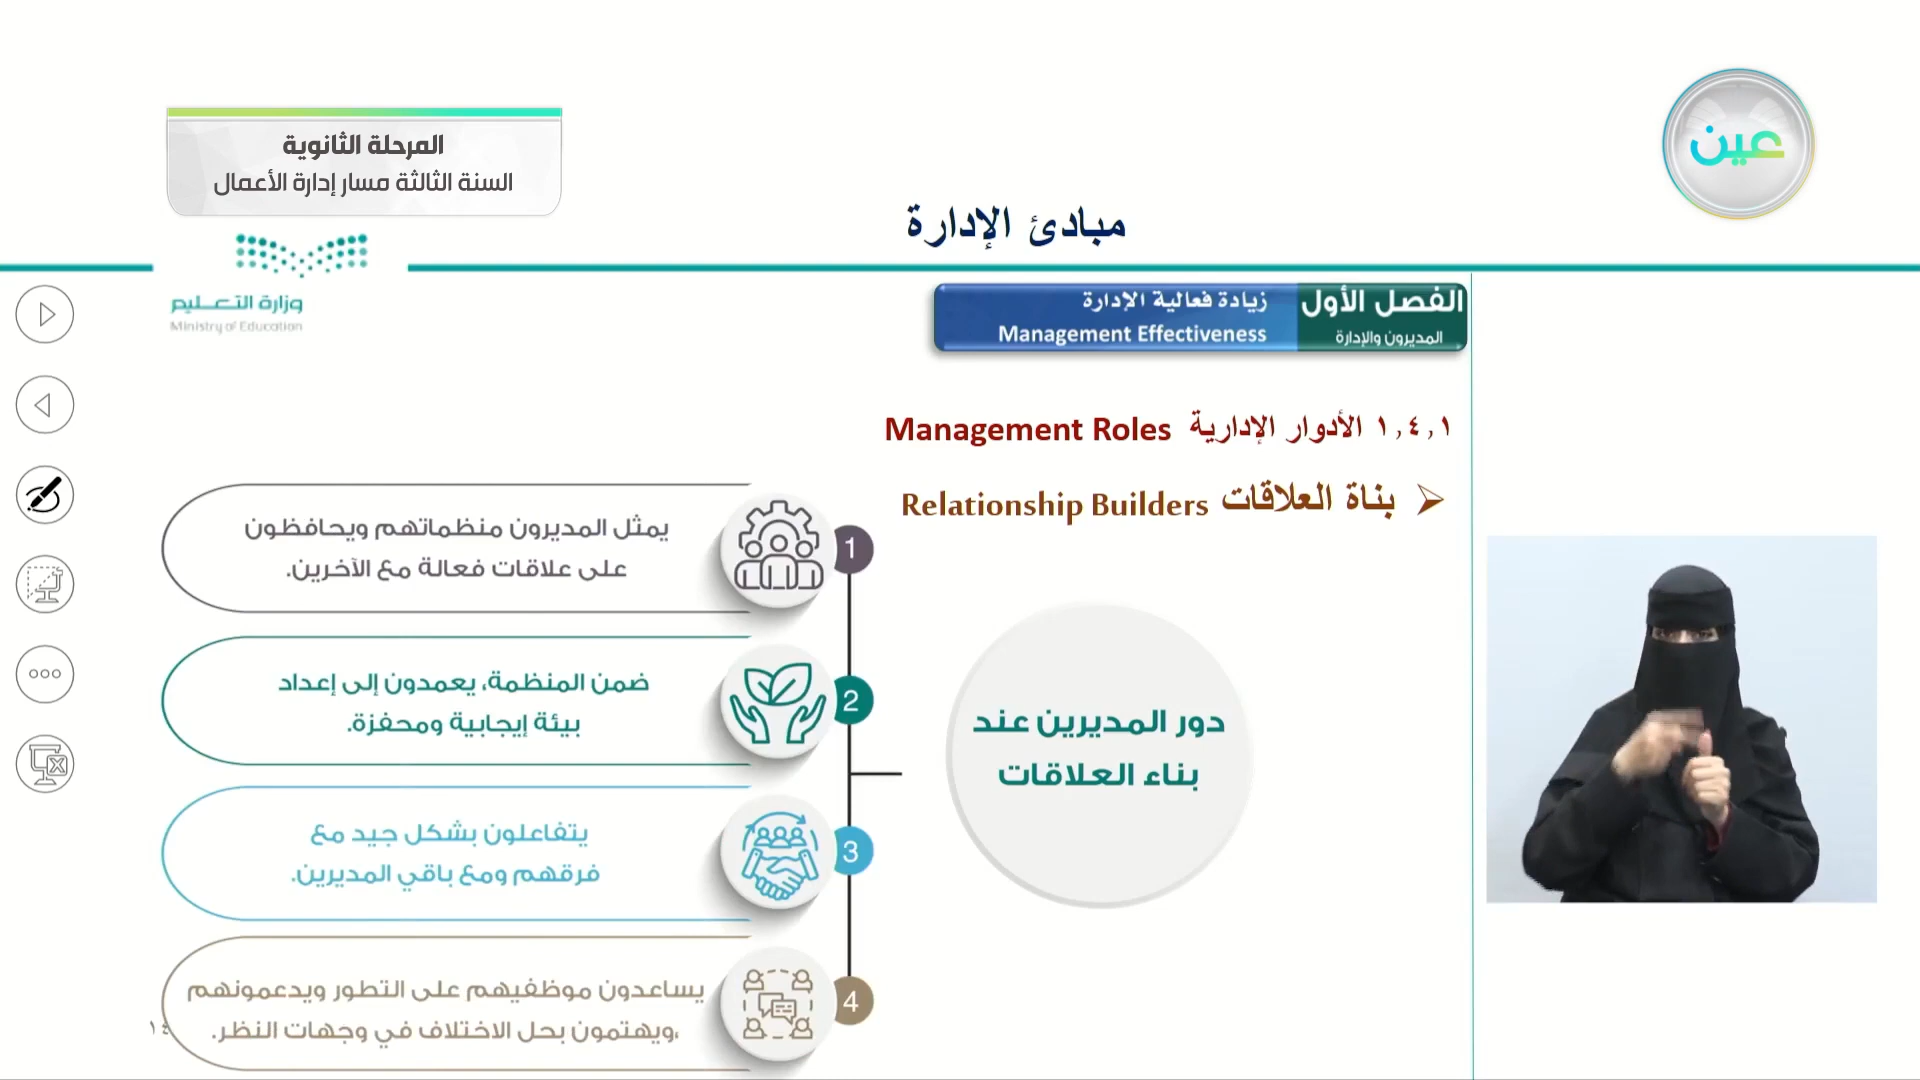 المرحلة الثانوية
السنة الثالثة مسار إدارة الأعمال
عين
مبادئ الإدارة
وزارة التعليم
Ministry of Education
الفصل الأول
المديرون والإدارة
زيادة فعالية الإدارة
Management Effectiveness
١,٤,١ الأدوار الإدارية Management Roles
بناة العلاقات Relationship Builders
دور المديرين عند
بناء العلاقات
1
يمثل المديرون منظماتهم ويحافظون
على علاقات فعالة مع الآخرين.
2
ضمن المنظمة، يعمدون إلى إعداد
بيئة إيجابية ومحفزة.
3
يتفاعلون بشكل جيد مع
فرقهم ومع باقي المديرين.
4
يساعدون موظفيهم على التطور ويدعمونهم
،ويهتمون بحل الاختلاف في وجهات النظر.
١٤